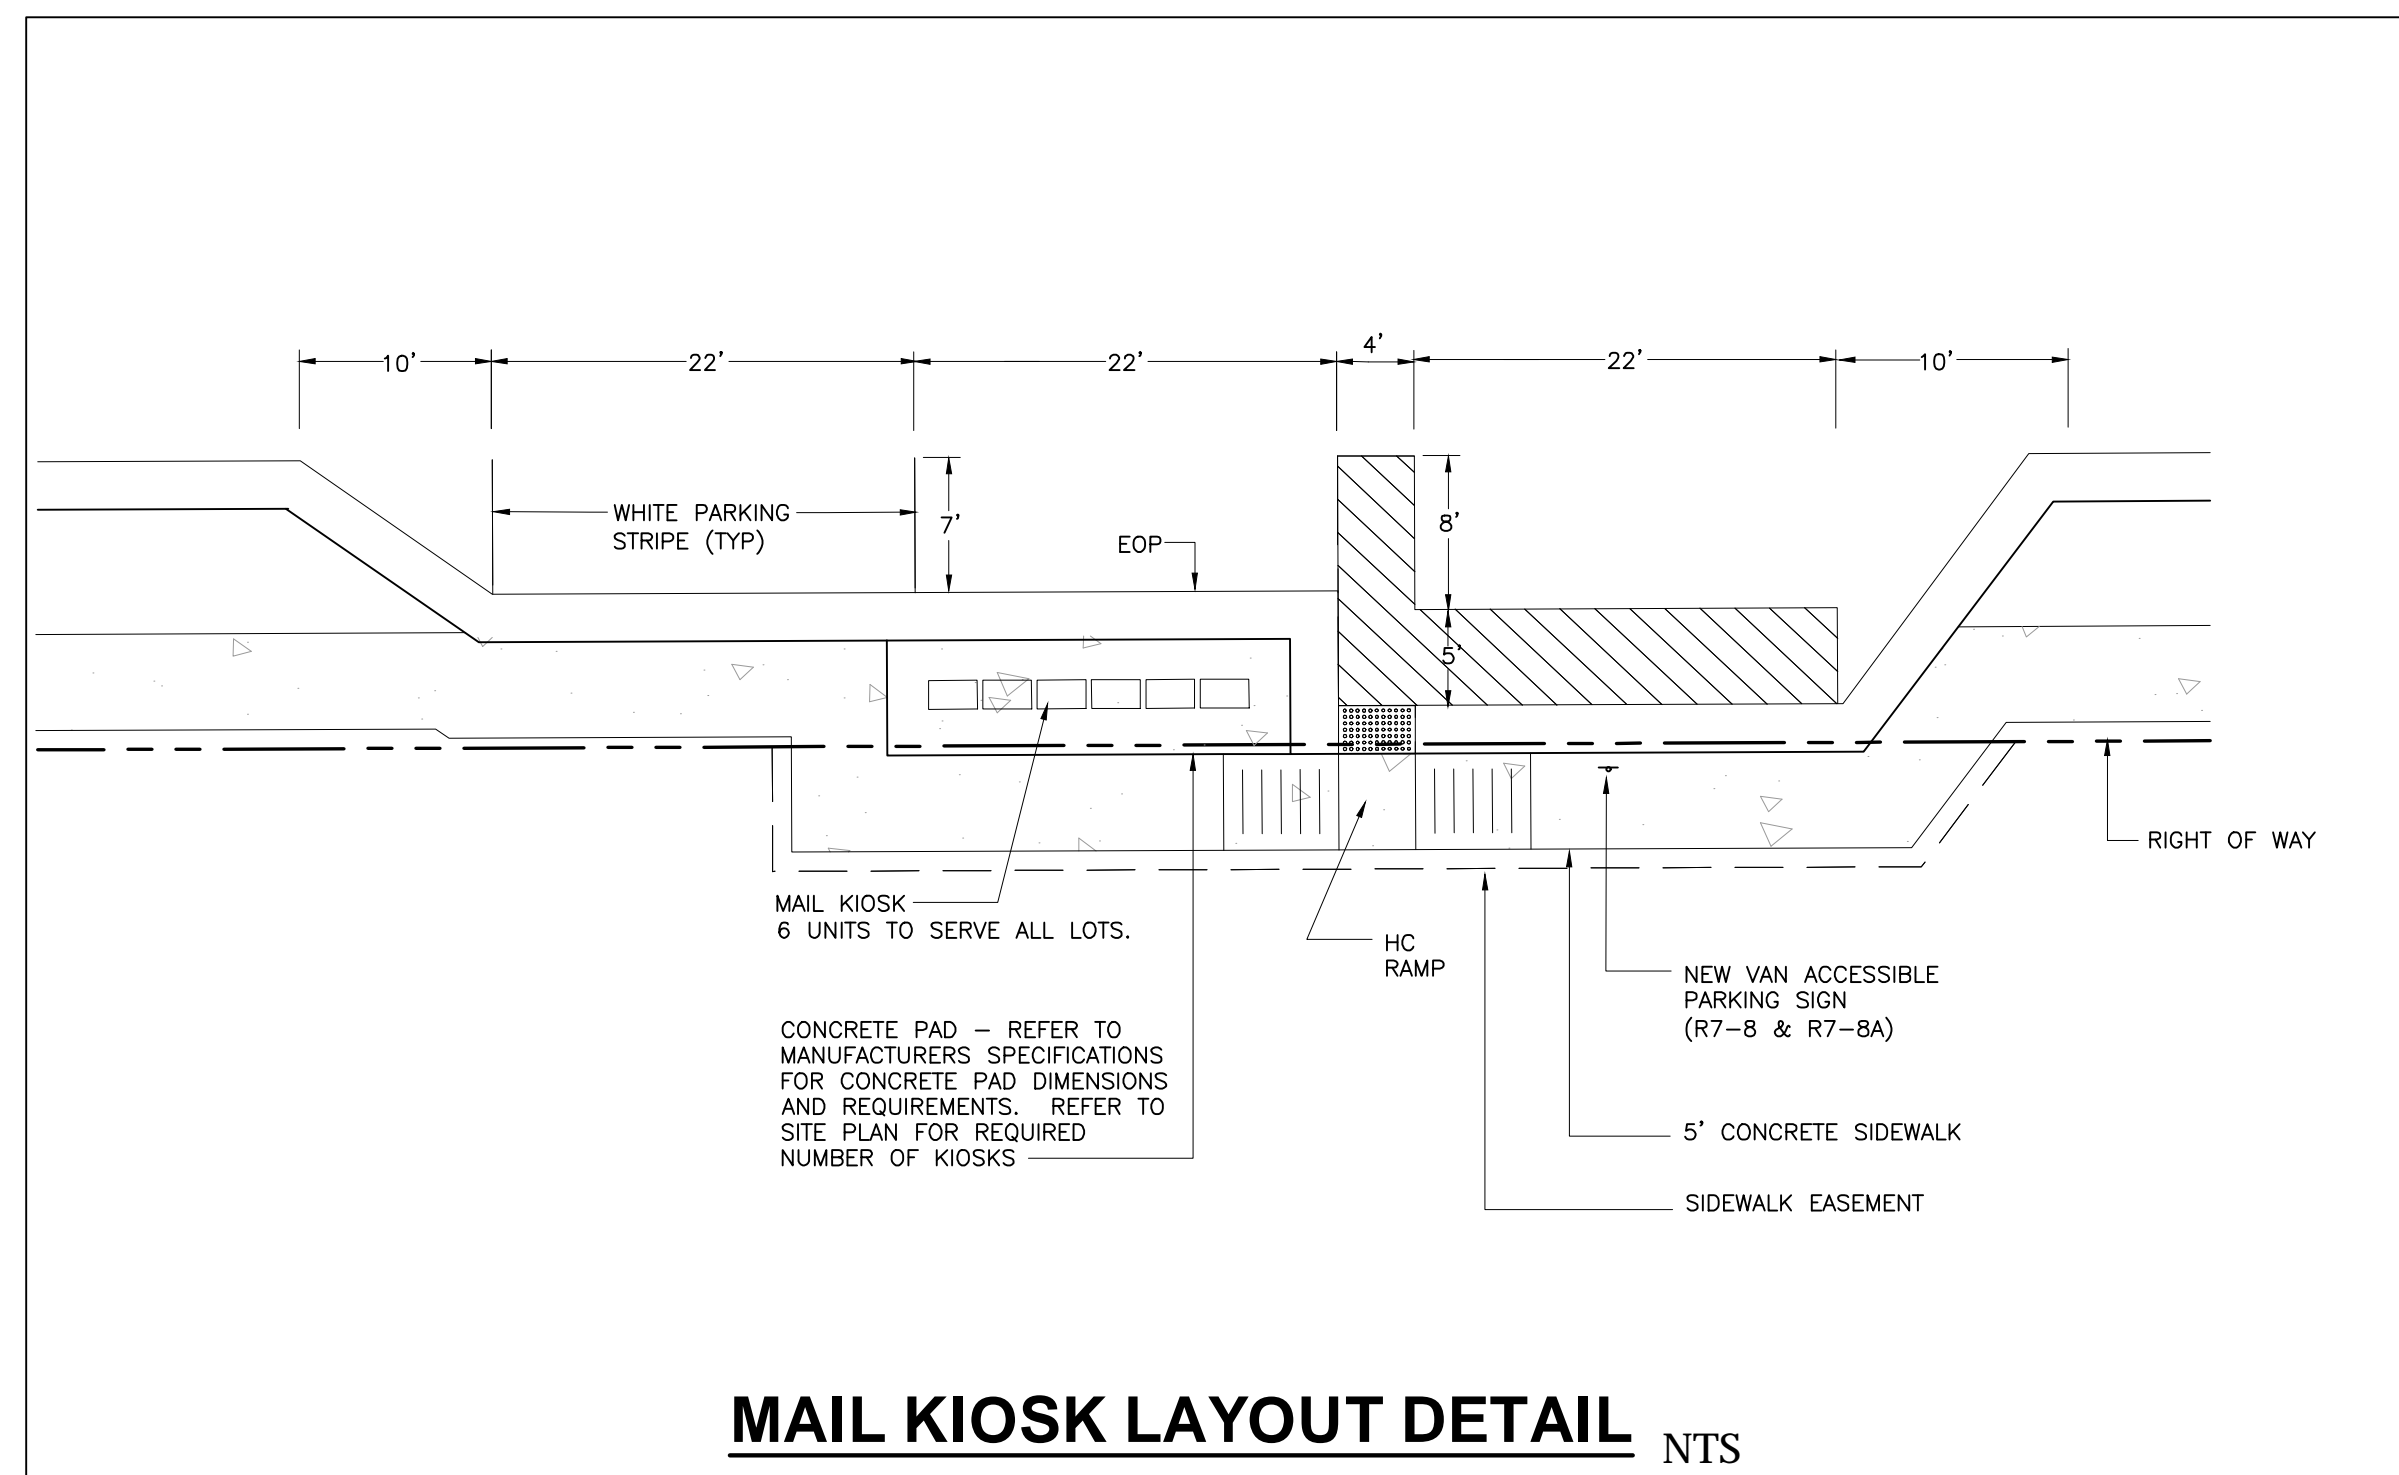 10'
22'
22'
4'
22'
10'
WHITE PARKING
STRIPE (TYP)
7'
EOP
8'
5'
RIGHT OF WAY
MAIL KIOSK
6 UNITS TO SERVE ALL LOTS.
HC
RAMP
NEW VAN ACCESSIBLE
PARKING SIGN
(R7-8 & R7-8A)
CONCRETE PAD – REFER TO
MANUFACTURERS SPECIFICATIONS
FOR CONCRETE PAD DIMENSIONS
AND REQUIREMENTS. REFER TO
SITE PLAN FOR REQUIRED
NUMBER OF KIOSKS
5' CONCRETE SIDEWALK
SIDEWALK EASEMENT
MAIL KIOSK LAYOUT DETAIL NTS